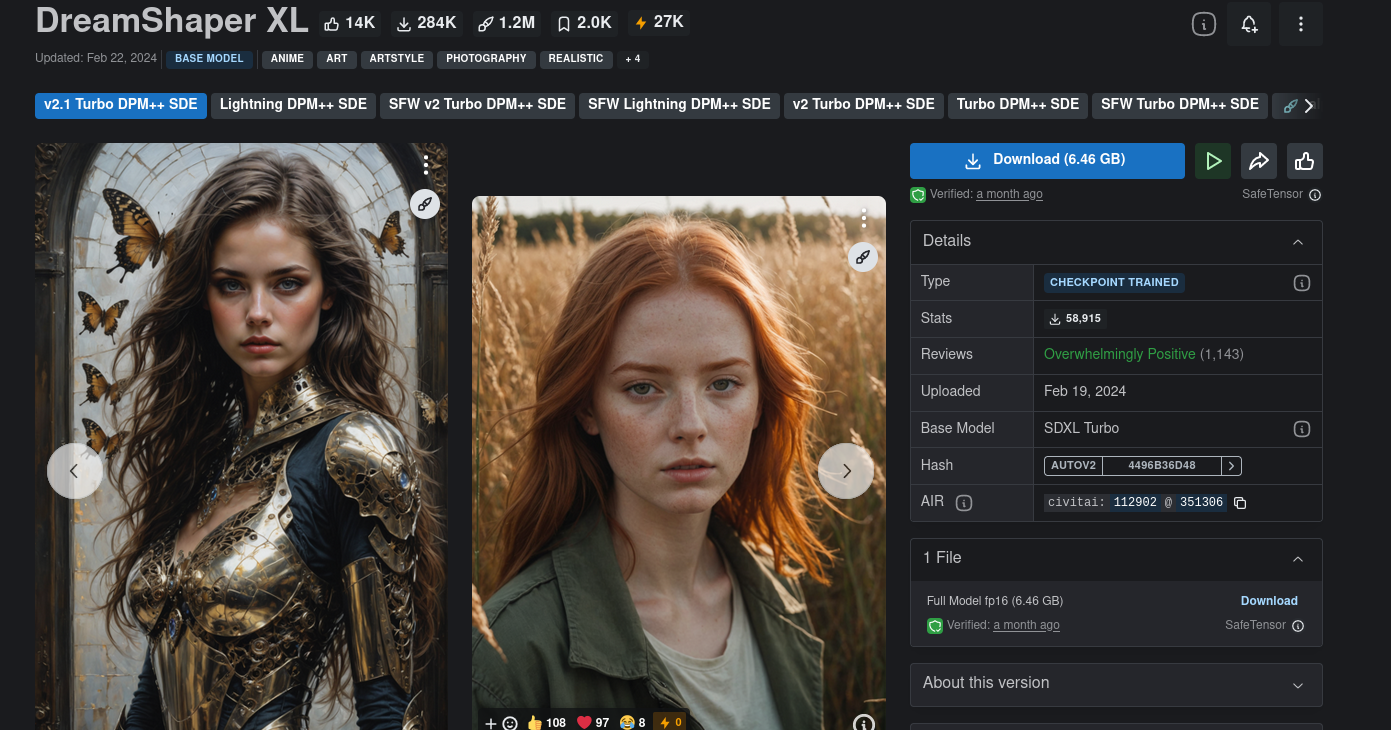 DreamShaper XL 14K 284K 1.2M 2.0K 27K
Updated: Feb 22, 2024 BASE MODEL ANIME ART ARTSTYLE PHOTOGRAPHY REALISTIC + 4
v2.1 Turbo DPM++ SDE Lightning DPM++ SDE SFW v2 Turbo DPM++ SDE SFW Lightning DPM++ SDE v2 Turbo DPM++ SDE Turbo DPM++ SDE SFW Turbo DPM++ SDE
Download (6.46 GB)
Verified: a month ago SafeTensor
Details
Type CHECKPOINT TRAINED
Stats 58,915
Reviews Overwhelmingly Positive (1,143)
Uploaded Feb 19, 2024
Base Model SDXL Turbo
Hash AUTOV2 4496B36D48
AIR civitai: 112902 @ 351306
1 File
Full Model fp16 (6.46 GB) Download
Verified: a month ago SafeTensor
About this version
108 97 8 0